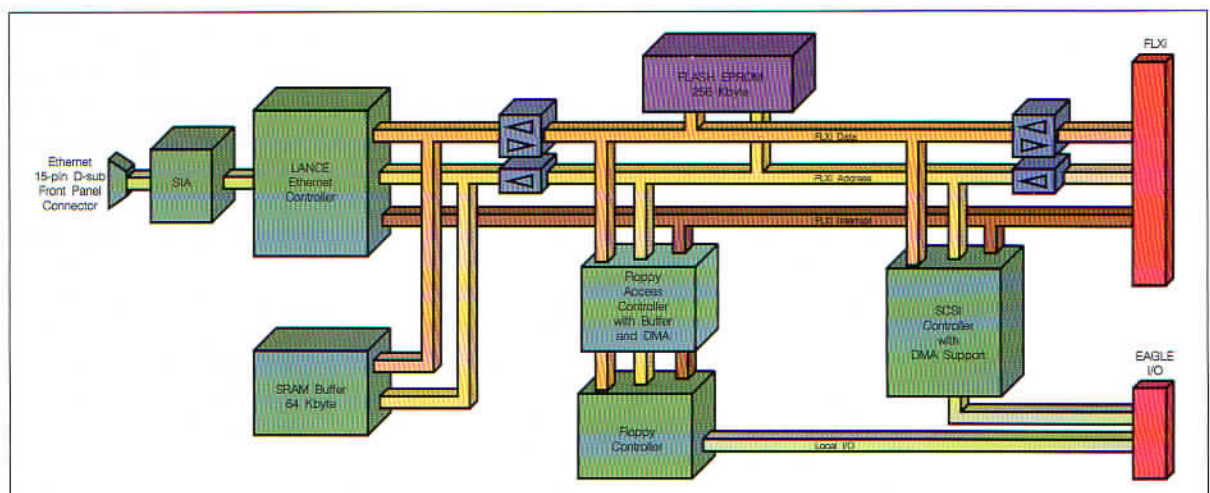 FLXi
FLASH EPROM
256 Kbyte
FLXi Data
Ethernet
15-pin D-sub
Front Panel
Connector
SIA
LANCE
Ethernet
Controller
FLXi Address
FLXi Interrupt
Floppy
Access
Controller
with Buffer
and DMA
SCSI
Controller
with
DMA Support
EAGLE
I/O
SRAM Buffer
64 Kbyte
Floppy
Controller
Local I/O